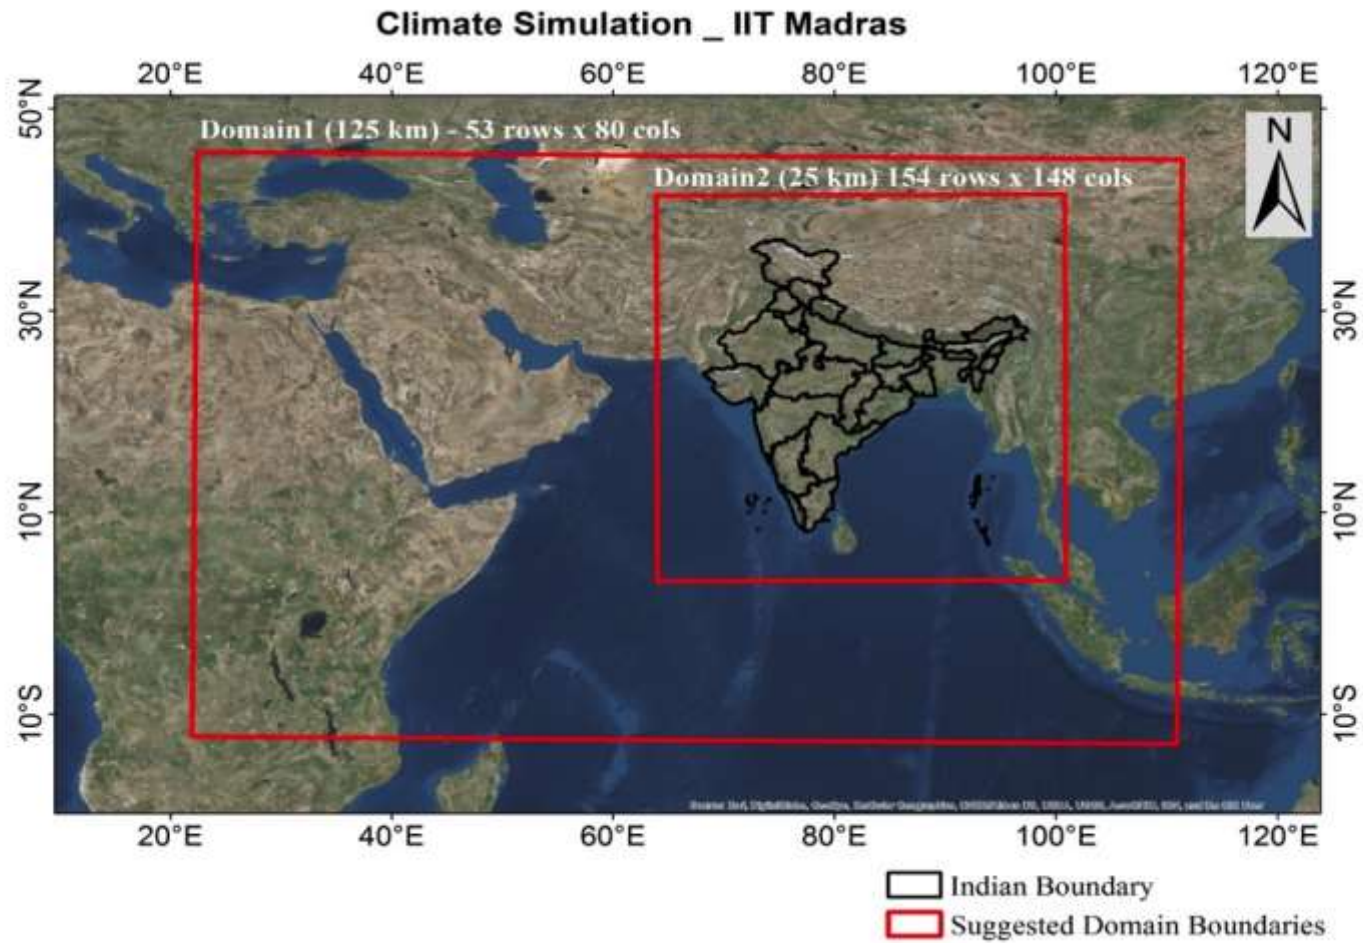 Climate Simulation _ IIT Madras
20°E 40°E 60°E 80°E 100°E 120°E
50°N
Domain1 (125 km) - 53 rows x 80 cols
N
Domain2 (25 km) 154 rows x 148 cols
30°N 30°N
10°N 10°N
10°S 10°S
20°E 40°E 60°E 80°E 100°E 120°E
Indian Boundary
Suggested Domain Boundaries